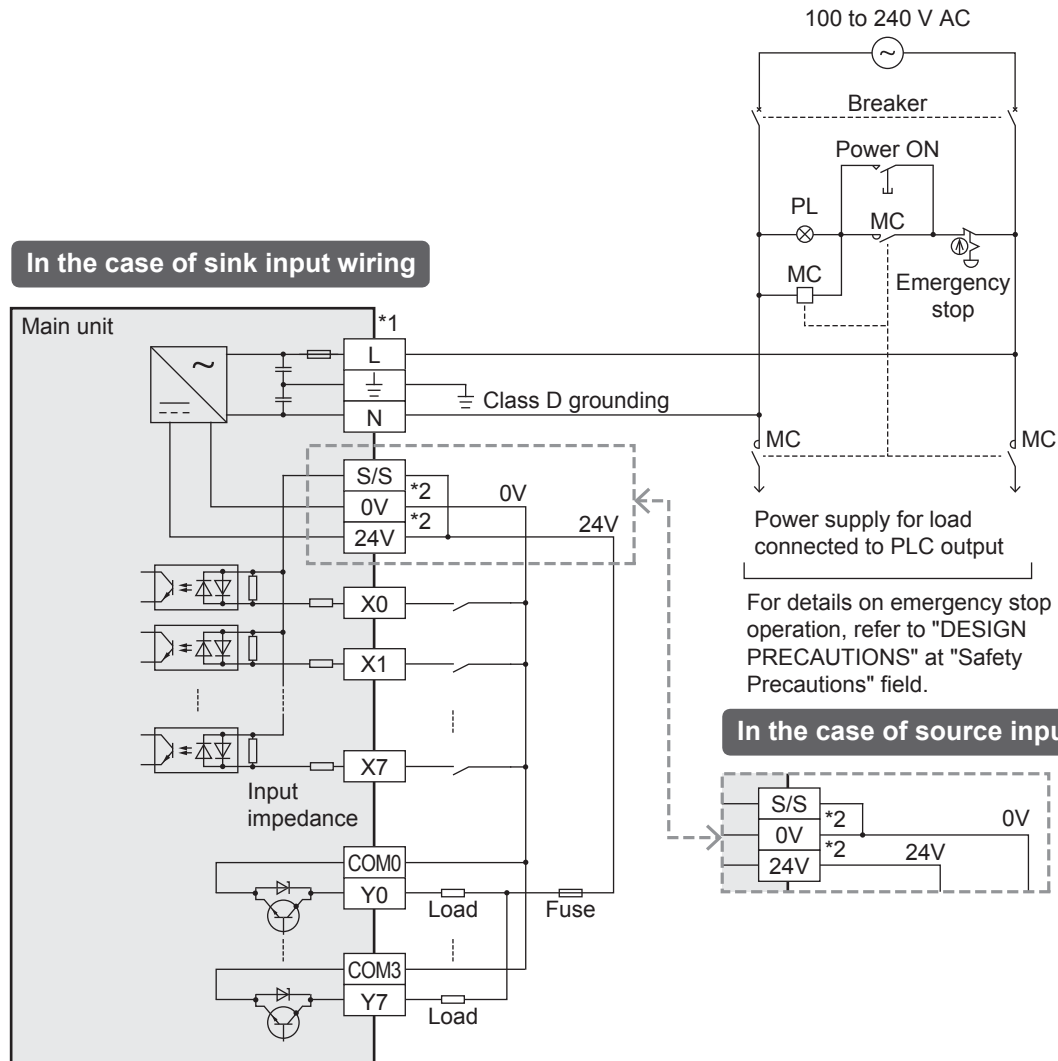 100 to 240 V AC
Breaker
Power ON
PL
MC
MC
Emergency
stop
In the case of sink input wiring
Main unit
*1
L
N
Class D grounding
MC
MC
S/S
*2
0V
0V
*2
24V
24V
Power supply for load
connected to PLC output
X0
X1
X7
For details on emergency stop
operation, refer to "DESIGN
PRECAUTIONS" at "Safety
Precautions" field.
In the case of source inpu
Input
impedance
S/S
*2
0V
0V
*2
24V
24V
COM0
Y0
Load
Fuse
COM3
Y7
Load